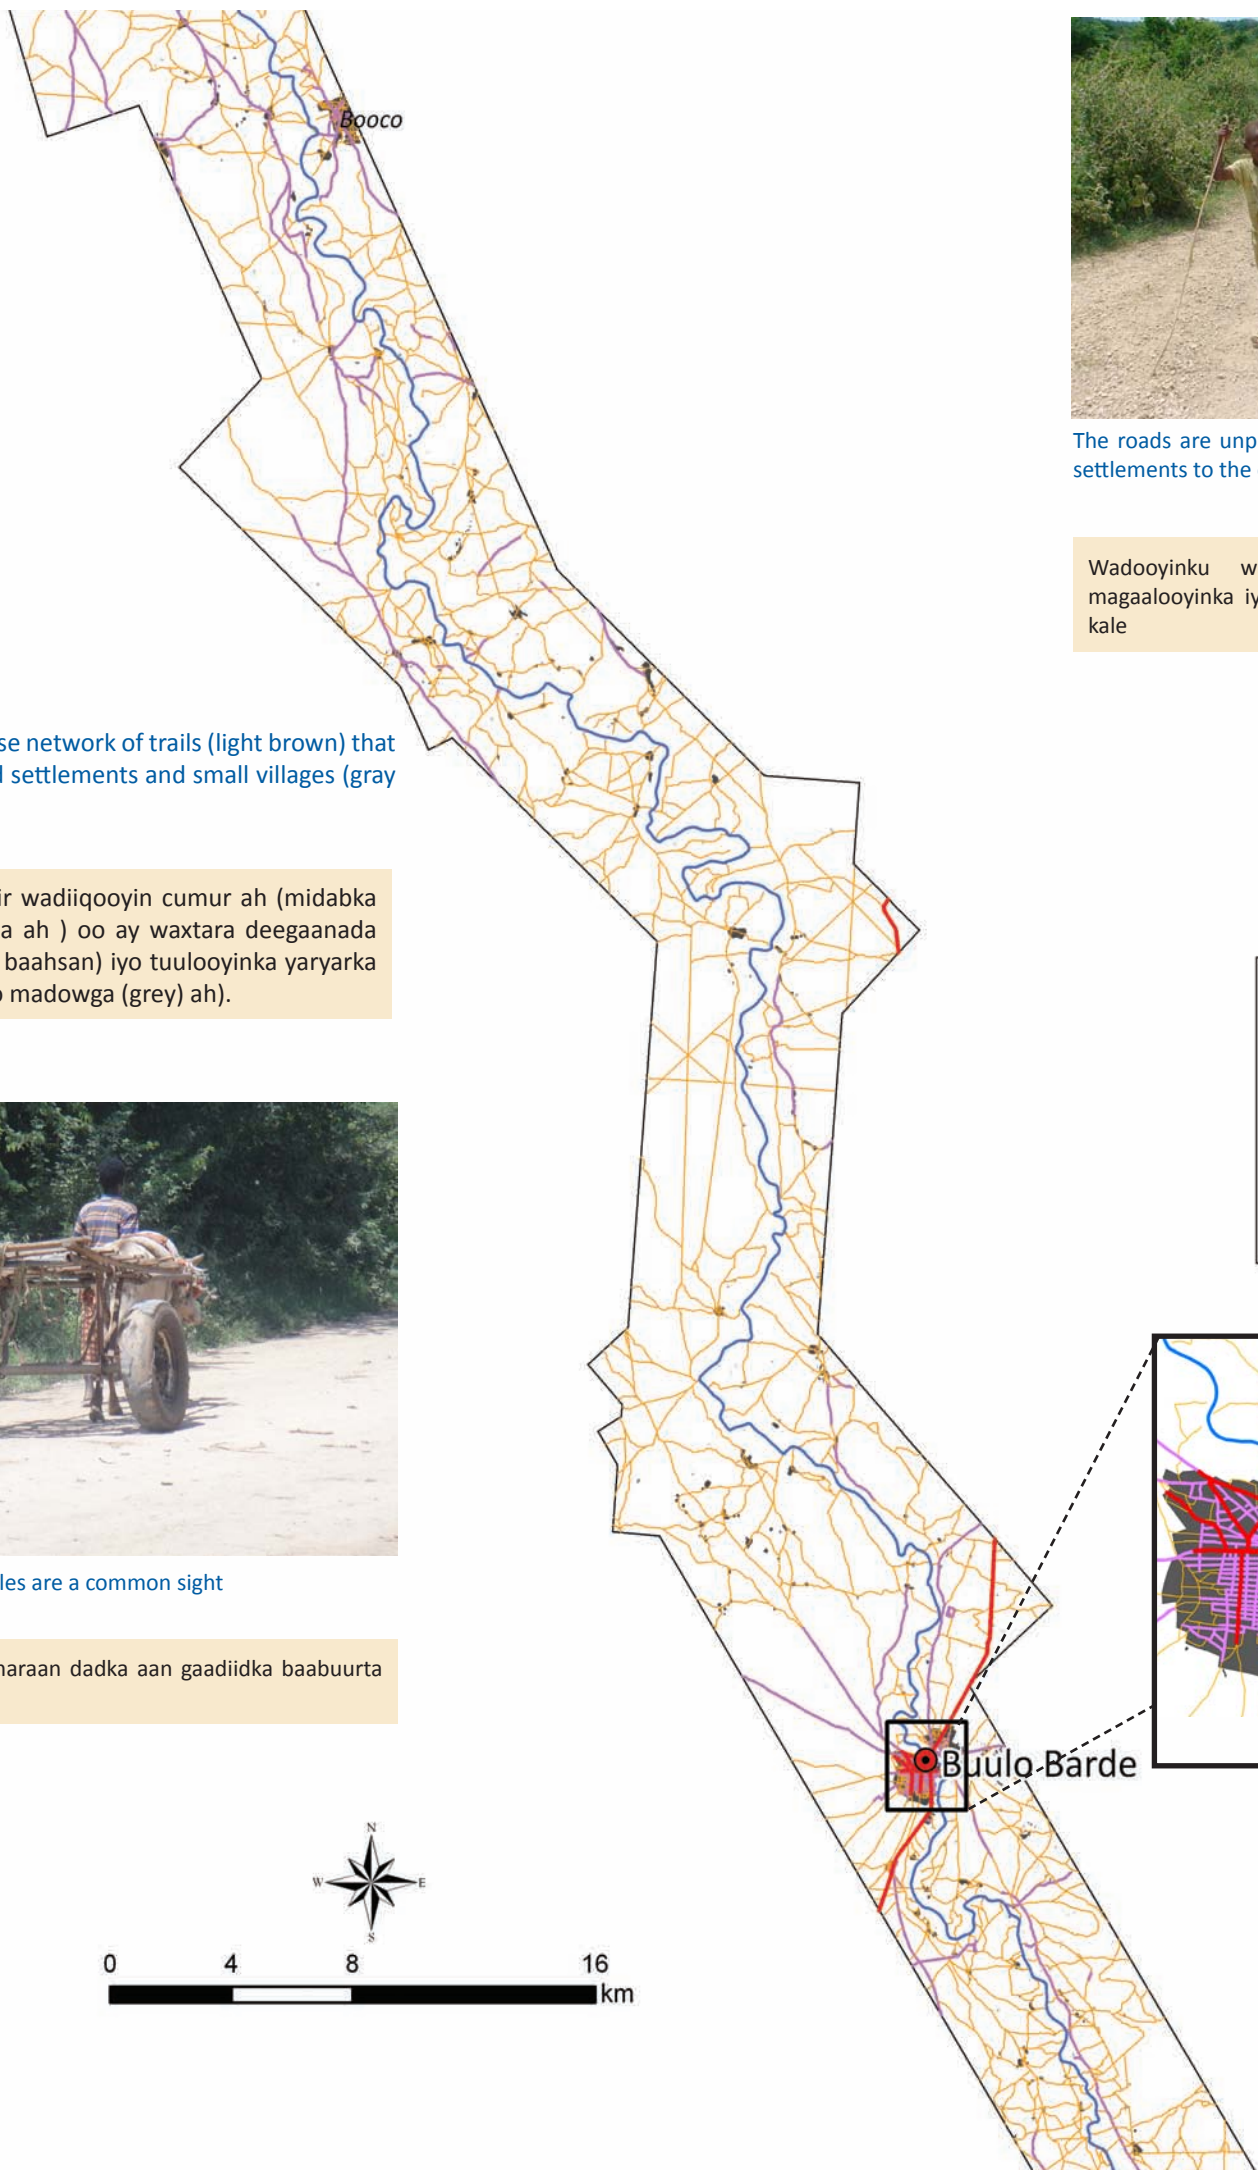 Booco
The roads are unp
settlements to the
Wadooyinku w
magaalooyinka iy
kale
se network of trails (light brown) that
d settlements and small villages (gray
ir wadiiqooyin cumur ah (midabka
a ah ) oo ay waxtara deegaanada
baahsan) iyo tuulooyinka yaryarka
o madowga (grey) ah).
les are a common sight
naraan dadka aan gaadiidka baabuurta
Buulo Barde
N
W E
S
0 4 8 16
km